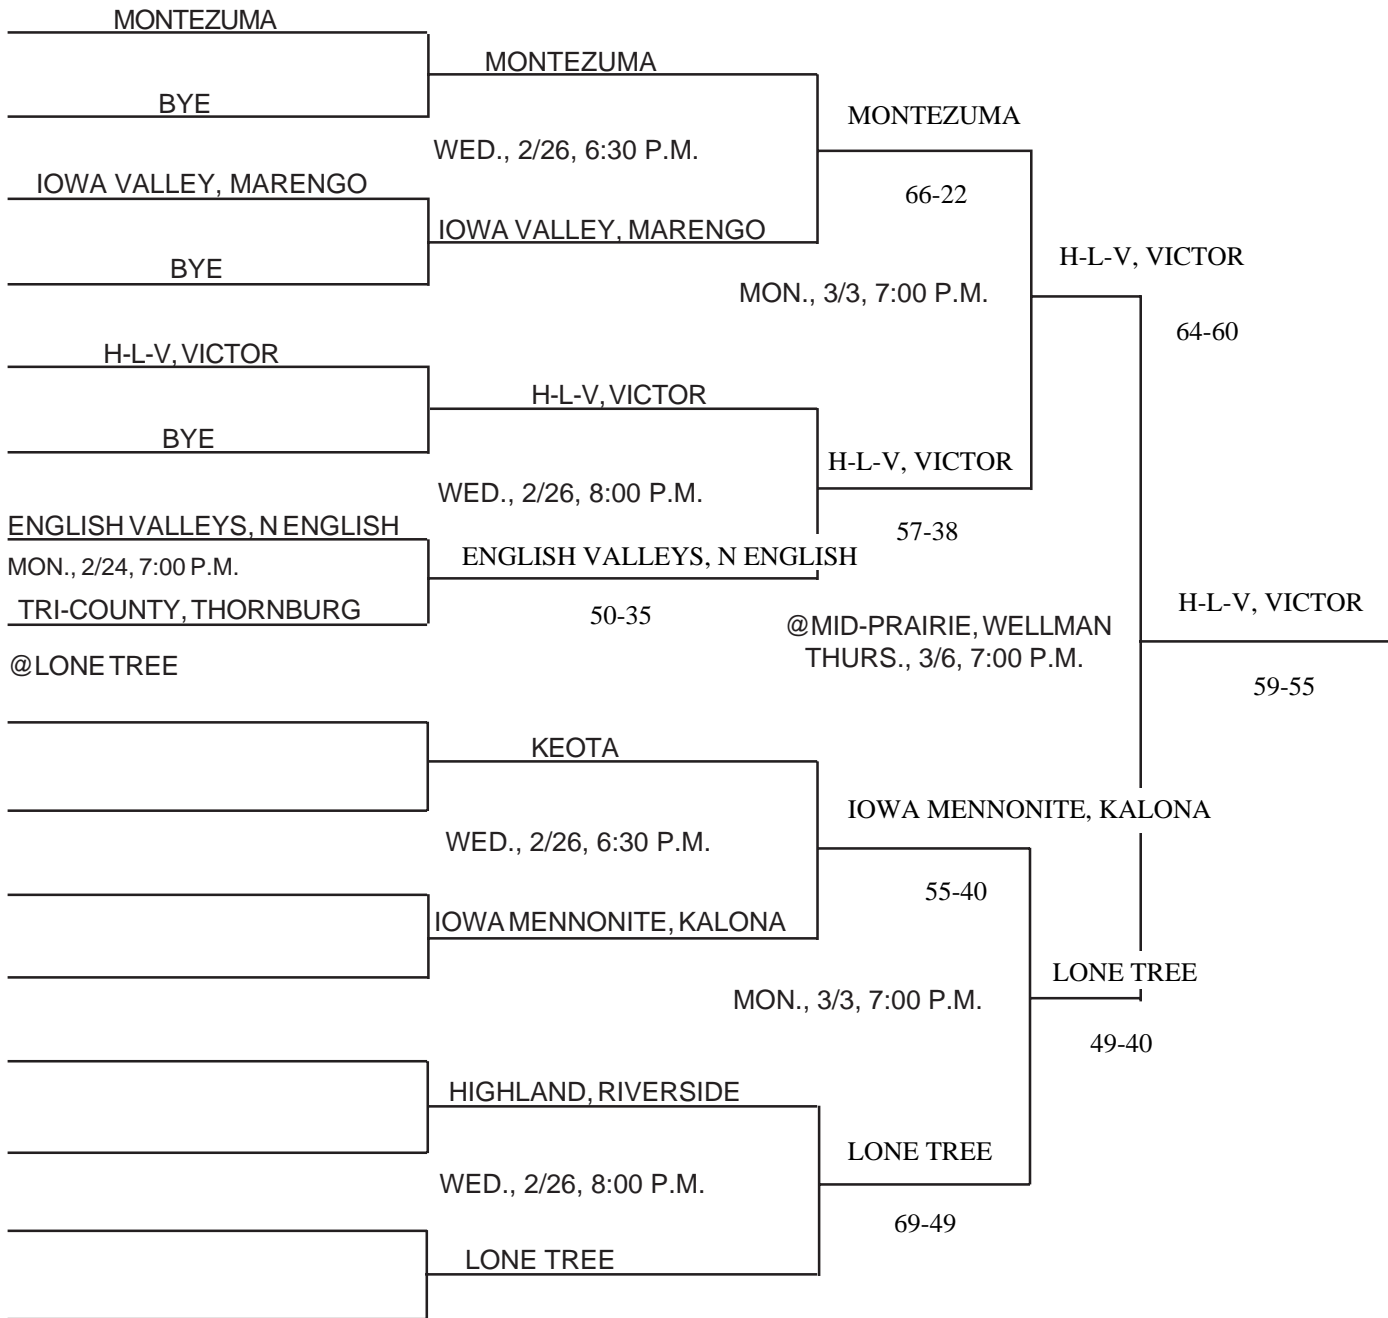 MONTEZUMA
MONTEZUMA
BYE
MONTEZUMA
WED., 2/26, 6:30 P.M.
IOWA VALLEY, MARENGO
66-22
IOWA VALLEY, MARENGO
H-L-V, VICTOR
BYE
MON., 3/3, 7:00 P.M.
64-60
H-L-V, VICTOR
H-L-V, VICTOR
BYE
H-L-V, VICTOR
WED., 2/26, 8:00 P.M.
ENGLISH VALLEYS, N ENGLISH
57-38
ENGLISH VALLEYS, N ENGLISH
MON., 2/24, 7:00 P.M.
H-L-V, VICTOR
TRI-COUNTY, THORNBURG
50-35
@MID-PRAIRIE, WELLMAN
THURS., 3/6, 7:00 P.M.
@LONE TREE
59-55
KEOTA
IOWA MENNONITE, KALONA
WED., 2/26, 6:30 P.M.
55-40
IOWA MENNONITE, KALONA
LONE TREE
MON., 3/3, 7:00 P.M.
49-40
HIGHLAND, RIVERSIDE
LONE TREE
WED., 2/26, 8:00 P.M.
69-49
LONE TREE